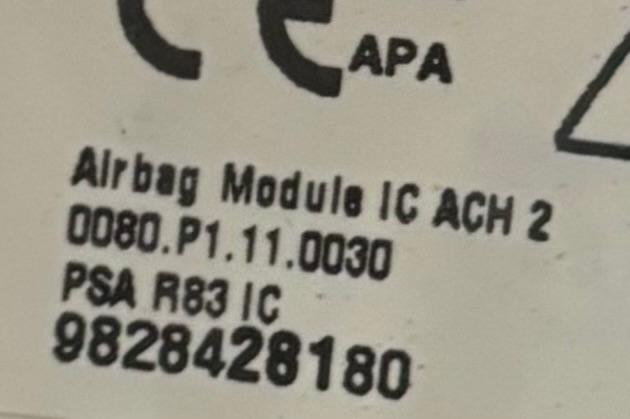 CE APA
Airbag Module IC ACH 2
0080.P1.11.0030
PSA R83 IC
9828428180